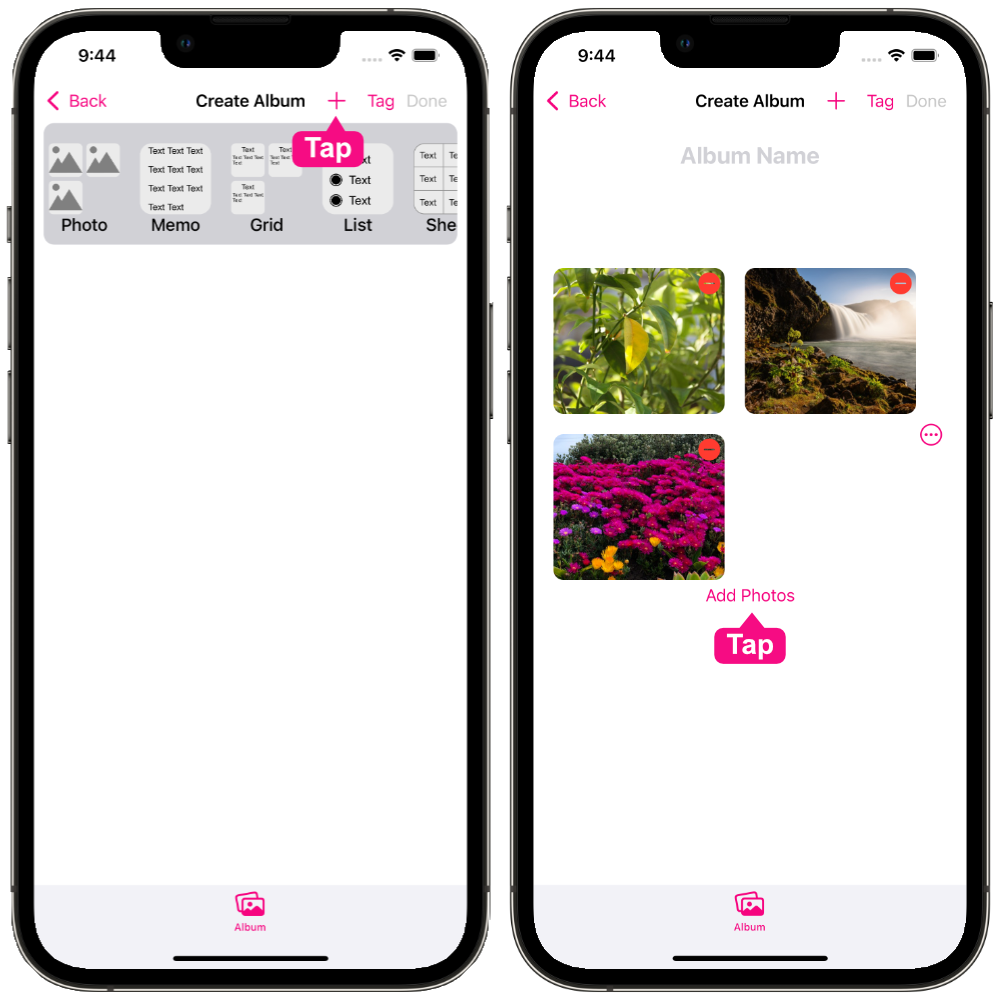 9:44
Back
Create Album
+
Tag
Done
Tap
Text Text Text
Text Text Text
Text Text Text
Text Text
Photo
Memo
Text
Text Text Text
Text
Text
Text Text Text
Text
Text
Text Text Text
Text
Grid
xt
Text
Text
List
Text Te
Text Te
Text Te
She
Album
9:44
Back
Create Album
+
Tag
Done
Album Name
Add Photos
Tap
Album